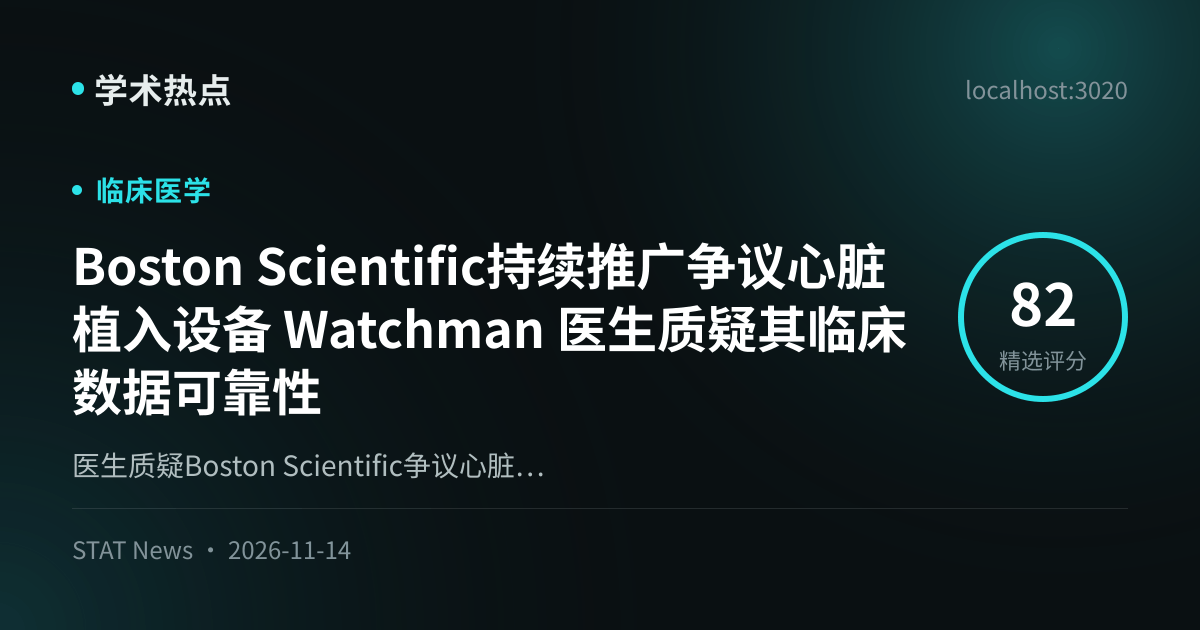 学术热点
localhost:3020
临床医学
Boston Scientific持续推广争议心脏
植入设备 Watchman 医生质疑其临床
数据可靠性
82
精选评分
医生质疑Boston Scientific争议心脏…
STAT News · 2026-11-14